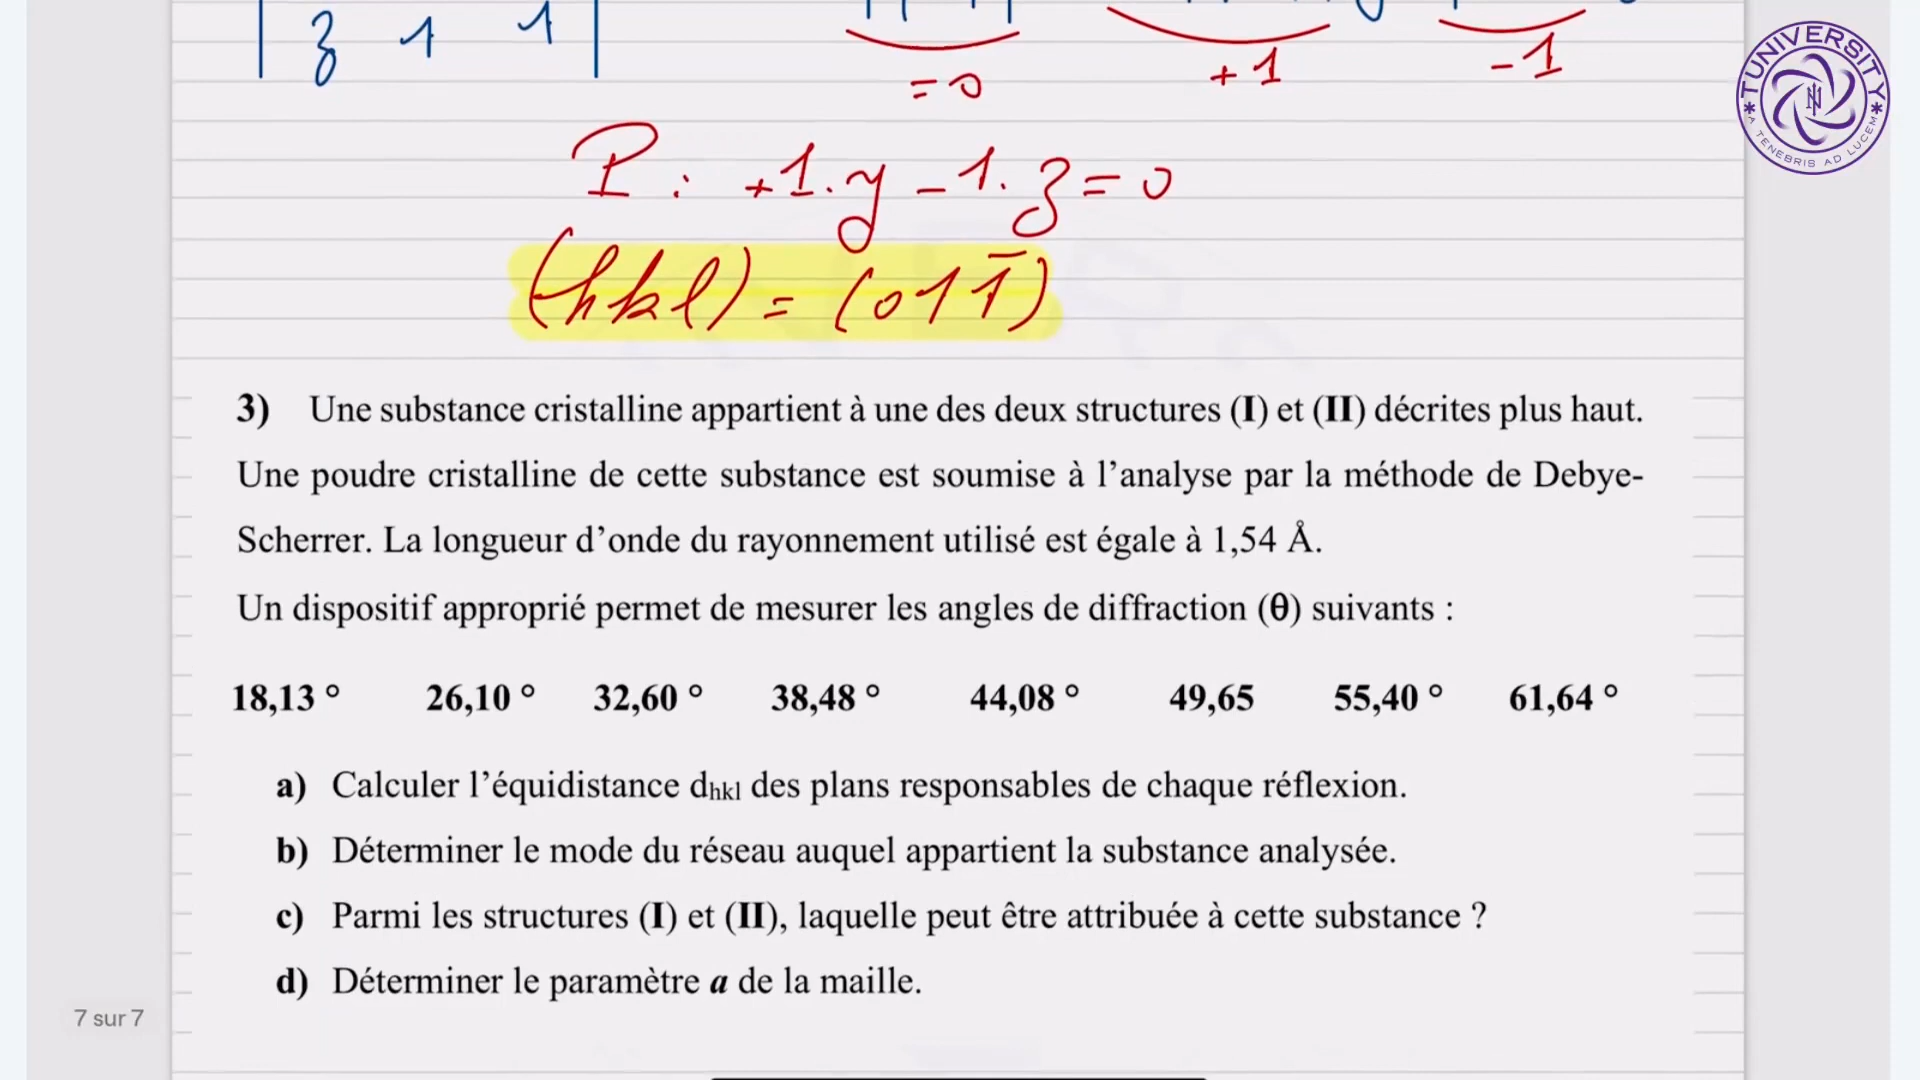 3 1 1
= 0 + 1 - 1
P : + 1 . y - 1 . z = 0
(hkl) = (0 1 1̅)
3) Une substance cristalline appartient à une des deux structures (I) et (II) décrites plus haut.
Une poudre cristalline de cette substance est soumise à l’analyse par la méthode de Debye-
Scherrer. La longueur d’onde du rayonnement utilisé est égale à 1,54 Å.
Un dispositif approprié permet de mesurer les angles de diffraction (θ) suivants :
18,13 ° 26,10 ° 32,60 ° 38,48 ° 44,08 ° 49,65 55,40 ° 61,64 °
a) Calculer l’équidistance dhkl des plans responsables de chaque réflexion.
b) Déterminer le mode du réseau auquel appartient la substance analysée.
c) Parmi les structures (I) et (II), laquelle peut être attribuée à cette substance ?
d) Déterminer le paramètre a de la maille.
7 sur 7
TUNIVERSITY
A TENEBRIS AD LUCEM